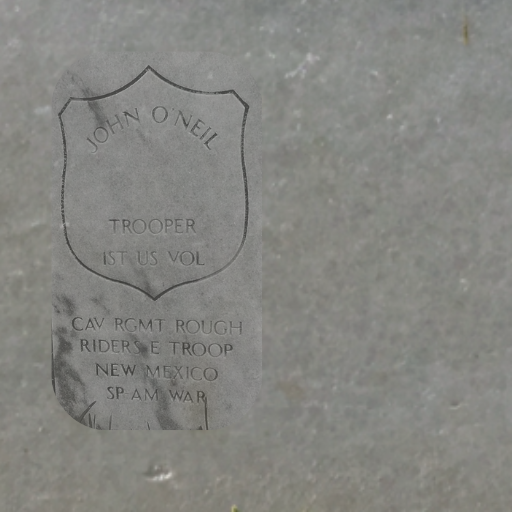 JOHN O'NEIL
TROOPER
1ST US VOL
CAV RGMT ROUGH
RIDERS E TROOP
NEW MEXICO
SP AM WAR